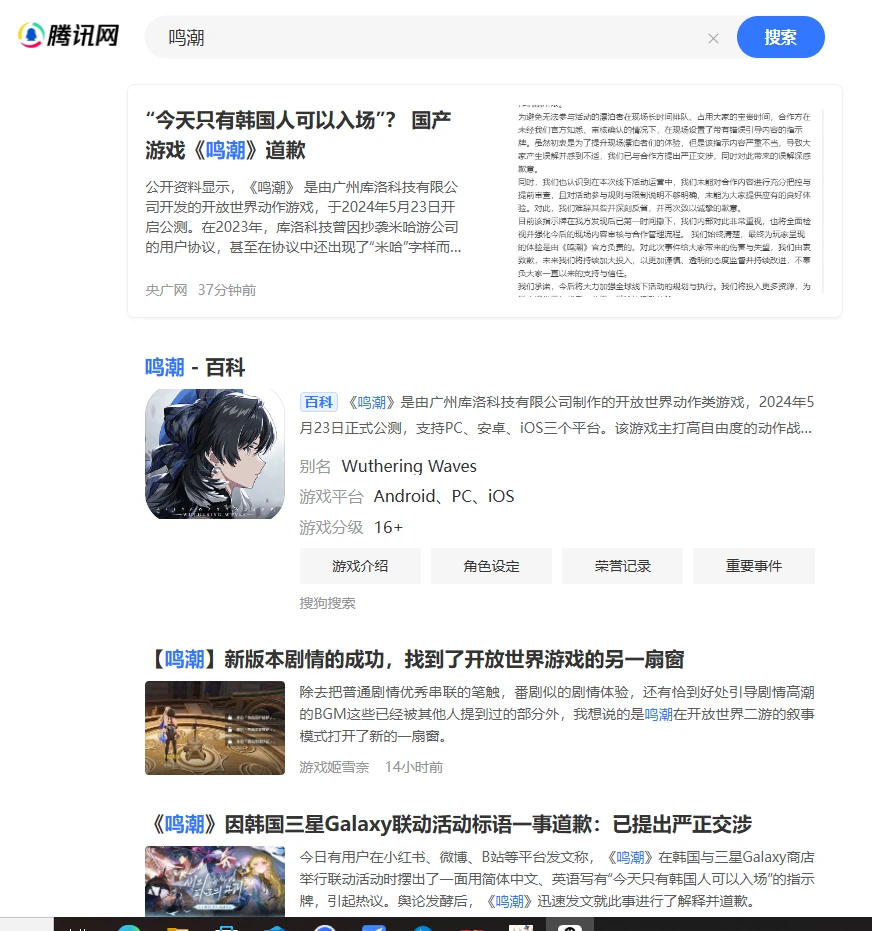 腾讯网
鸣潮
搜索
“今天只有韩国人可以入场”？ 国产
游戏《鸣潮》道歉
公开资料显示，《鸣潮》 是由广州库洛科技有限公
司开发的开放世界动作游戏，于2024年5月23日开
启公测。在2023年，库洛科技曾因抄袭米哈游公司
的用户协议，甚至在协议中还出现了“米哈”字样而...
央广网 37分钟前
为避免无法参与活动的漂泊者在现场长时间排队、占用大家的宝贵时间，合作方在
未经我们官方知悉、审核确认的情况下，在现场设置了带有错误引导内容的指示
牌。虽然初衷是为了提升现场漂泊者们的体验，但是该指示内容严重不当，导致大
家产生误解并感到不适，我们已与合作方提出严正交涉，同时对此带来的误解深感
歉意。
同时，我们也认识到在本次线下活动运营中，我们未能对合作内容进行充分把控与
提前审查，且对活动参与规则与限制说明不够明确，未能为大家提供应有的良好体
验。对此，我们难辞其咎并深刻反省，并再次致以诚挚的歉意。
目前该指示牌在我方发现后已第一时间撤下，我们内部对此非常重视，也将全面检
视并强化今后的现场内容审核与合作管理流程。 我们始终清楚，最终为玩家呈现
的体验是由《鸣潮》官方负责的。对此次事件给大家带来的伤害与失望，我们由衷
致歉，未来我们将持续加大投入，以更加谨慎、透明的态度监督并持续改进，不辜
负大家一直以来的支持与信任。
我们承诺，今后将大力加强全球线下活动的规划与执行。我们将投入更多资源，为
鸣潮 - 百科
百科 《鸣潮》是由广州库洛科技有限公司制作的开放世界动作类游戏，2024年5
月23日正式公测，支持PC、安卓、iOS三个平台。该游戏主打高自由度的动作战...
别名 Wuthering Waves
游戏平台 Android、PC、iOS
游戏分级 16+
WUTHERING WAVES
游戏介绍 角色设定 荣誉记录 重要事件
搜狗搜索
【鸣潮】新版本剧情的成功，找到了开放世界游戏的另一扇窗
除去把普通剧情优秀串联的笔触，番剧似的剧情体验，还有恰到好处引导剧情高潮
的BGM这些已经被其他人提到过的部分外，我想说的是鸣潮在开放世界二游的叙事
模式打开了新的一扇窗。
游戏姬雪奈 14小时前
《鸣潮》因韩国三星Galaxy联动活动标语一事道歉：已提出严正交涉
今日有用户在小红书、微博、B站等平台发文称，《鸣潮》在韩国与三星Galaxy商店
举行联动活动时摆出了一面用简体中文、英语写有“今天只有韩国人可以入场”的指示
牌，引起热议。舆论发酵后，《鸣潮》迅速发文就此事进行了解释并道歉。